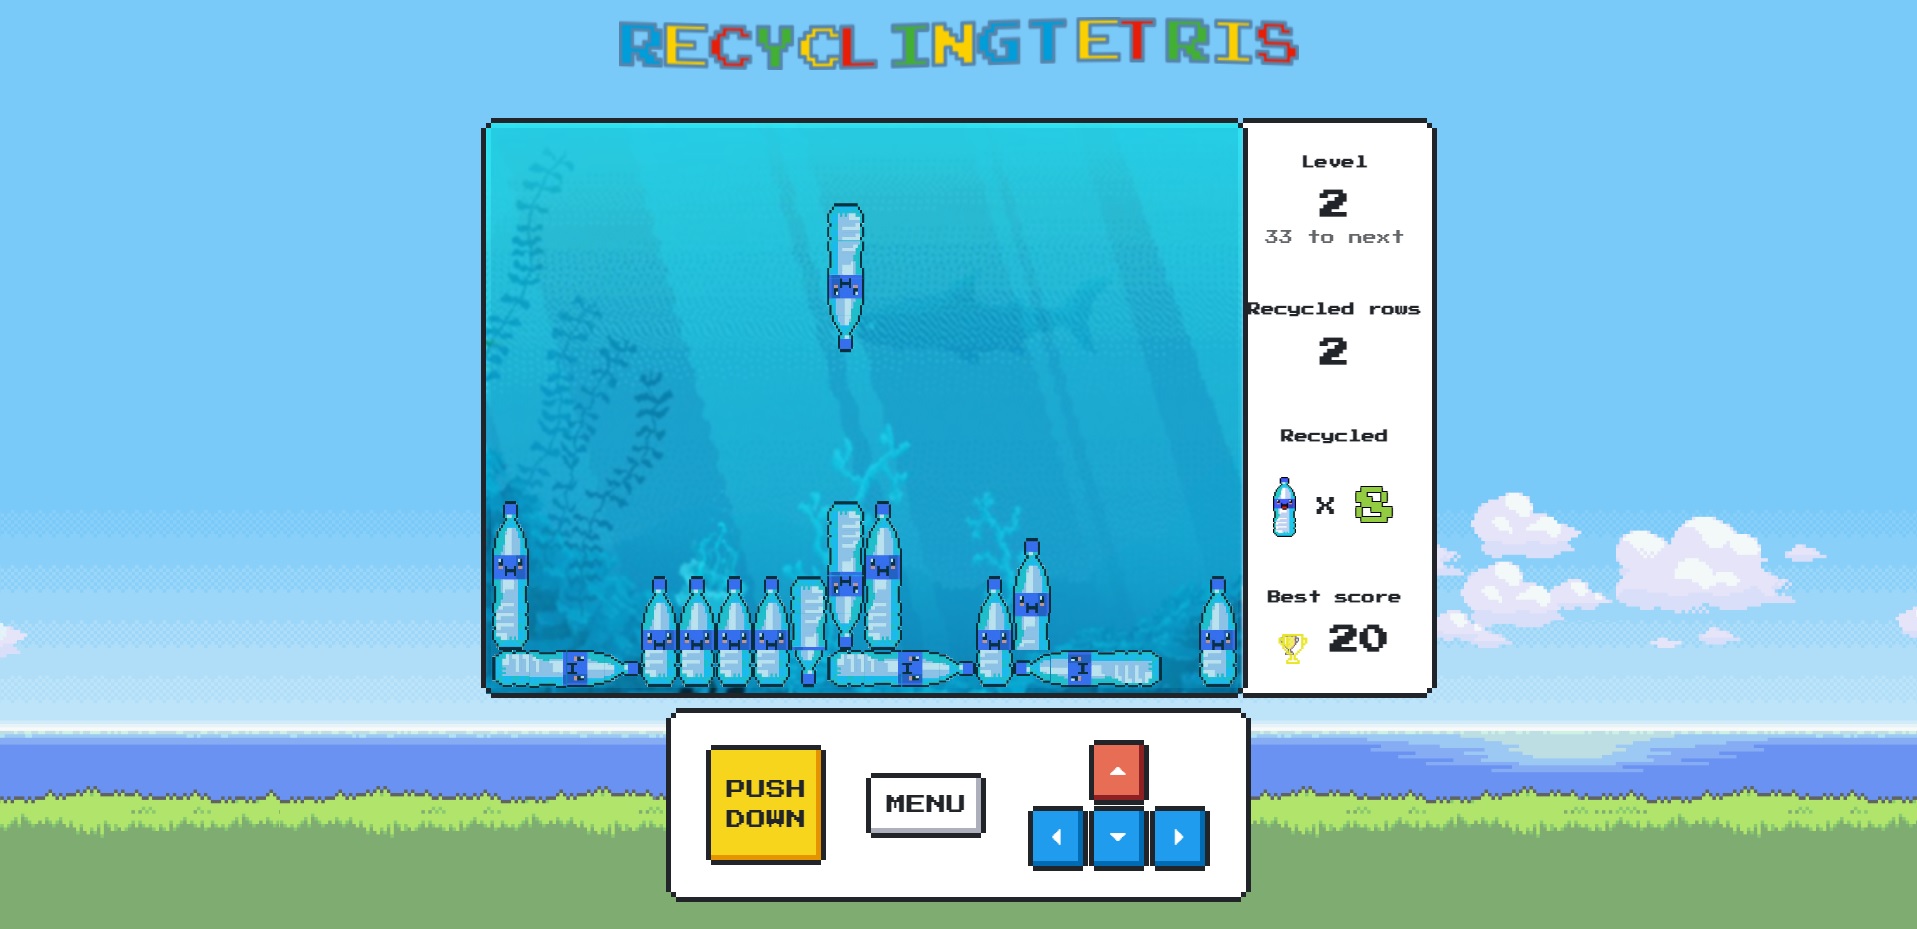 RECYCLINGTETRIS
Level
2
33 to next
Recycled rows
2
Recycled
x 8
Best score
20
PUSH
DOWN
MENU